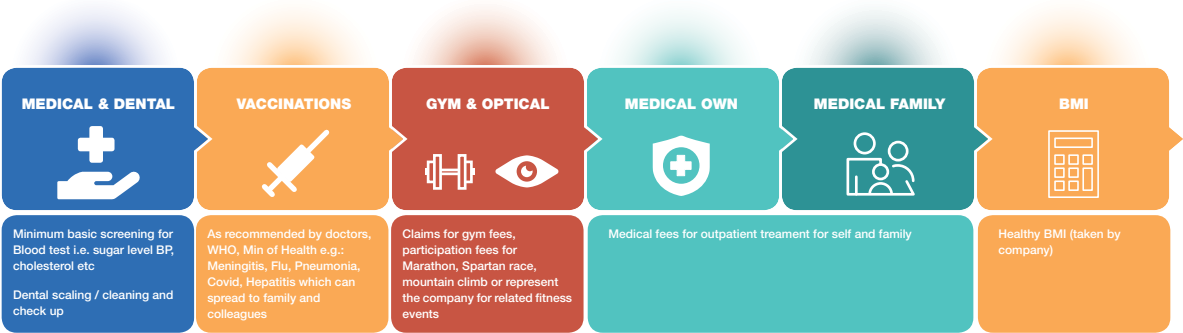 MEDICAL & DENTAL
VACCINATIONS
GYM & OPTICAL
MEDICAL OWN
MEDICAL FAMILY
BMI
Minimum basic screening for
Blood test i.e. sugar level BP,
cholesterol etc
Dental scaling / cleaning and
check up
As recommended by doctors,
WHO, Min of Health e.g.:
Meningitis, Flu, Pneumonia,
Covid, Hepatitis which can
spread to family and
colleagues
Claims for gym fees,
participation fees for
Marathon, Spartan race,
mountain climb or represent
the company for related fitness
events
Medical fees for outpatient treament for self and family
Healthy BMI (taken by
company)